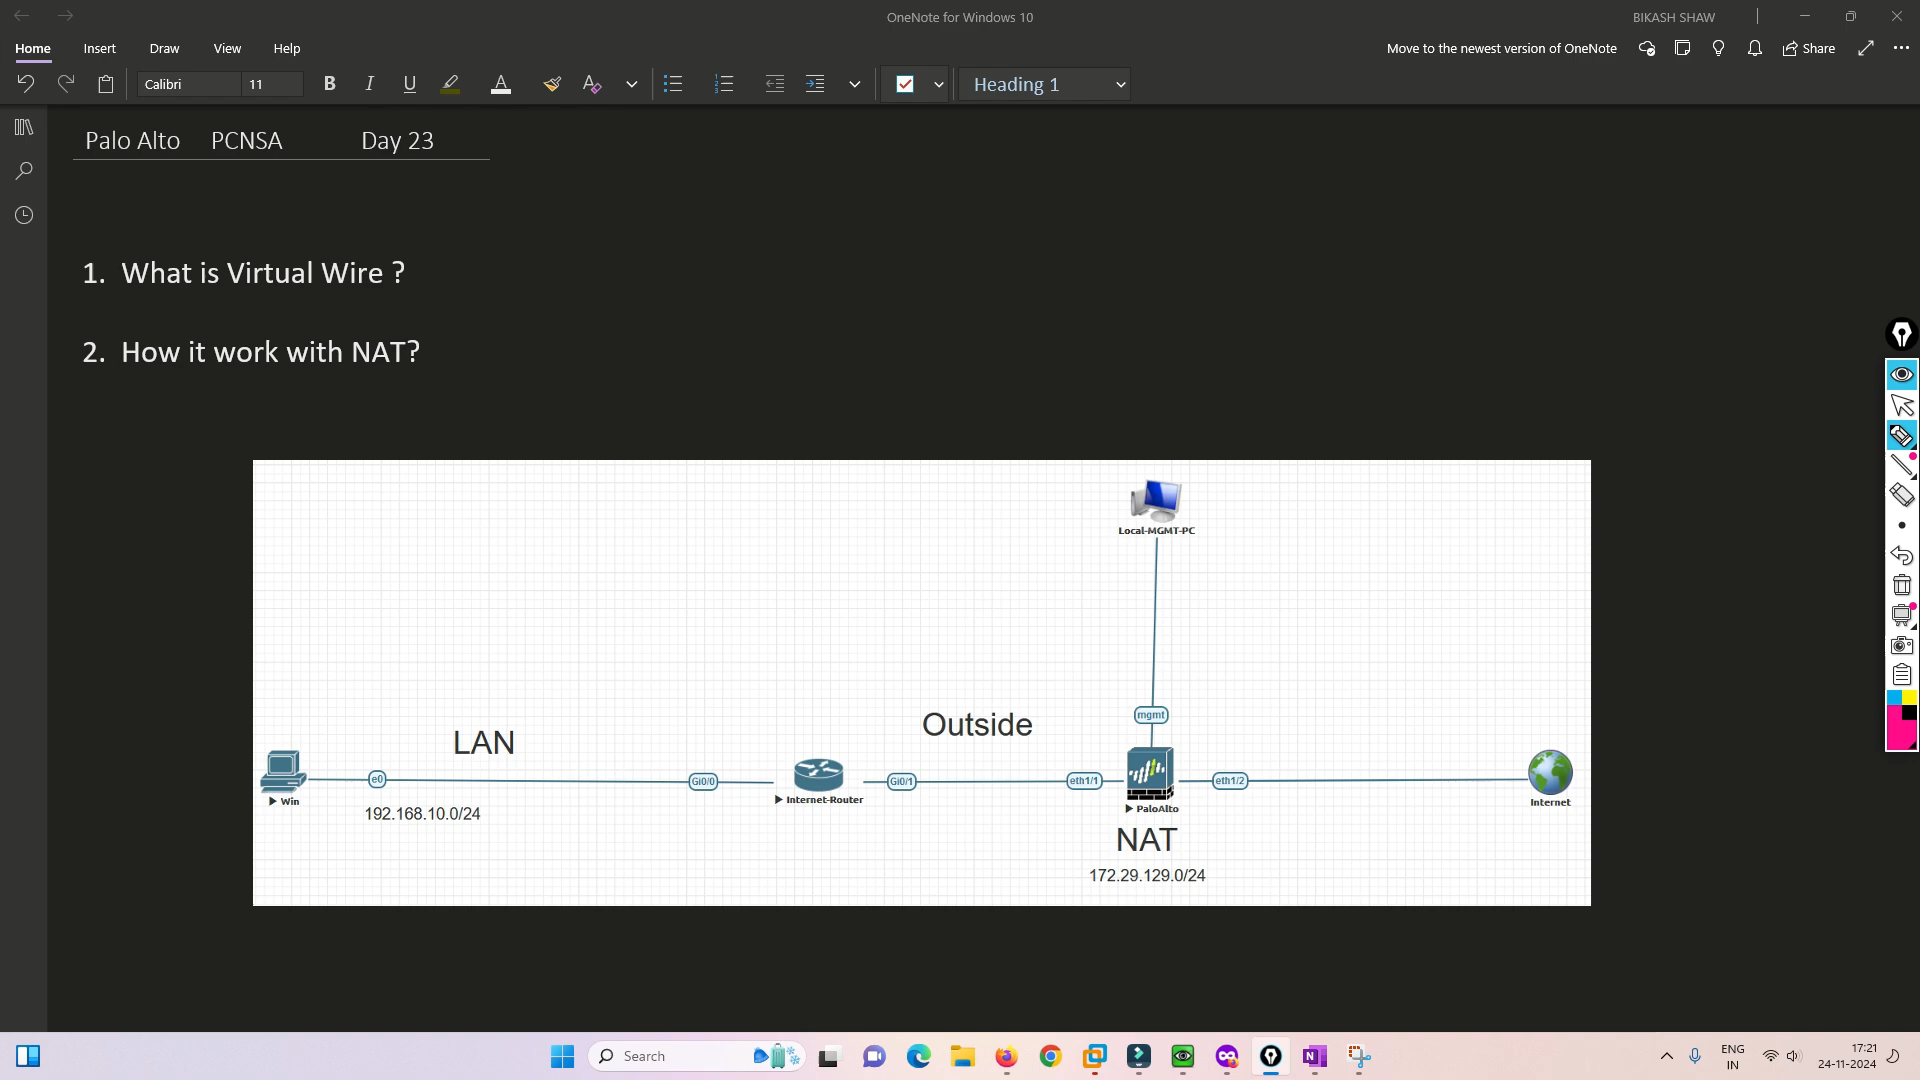 OneNote for Windows 10
BIKASH SHAW
Home Insert Draw View Help
Move to the newest version of OneNote
Share
Calibri 11 B I U A A Heading 1
Palo Alto PCNSA Day 23
1. What is Virtual Wire ?
2. How it work with NAT?
Local-MGMT-PC
mgmt
LAN
Outside
e0
Gi0/0
Gi0/1
eth1/1
eth1/2
Win
Internet-Router
PaloAlto
Internet
192.168.10.0/24
NAT
172.29.129.0/24
Search
ENG
IN
17:21
24-11-2024